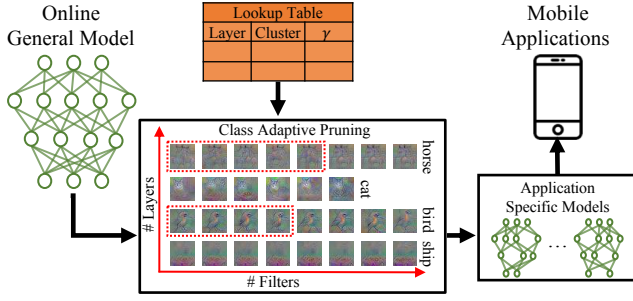 Online
General Model
Lookup Table
Layer Cluster γ
Mobile
Applications
Class Adaptive Pruning
# Layers
horse
cat
bird
ship
# Filters
Application
Specific Models
...